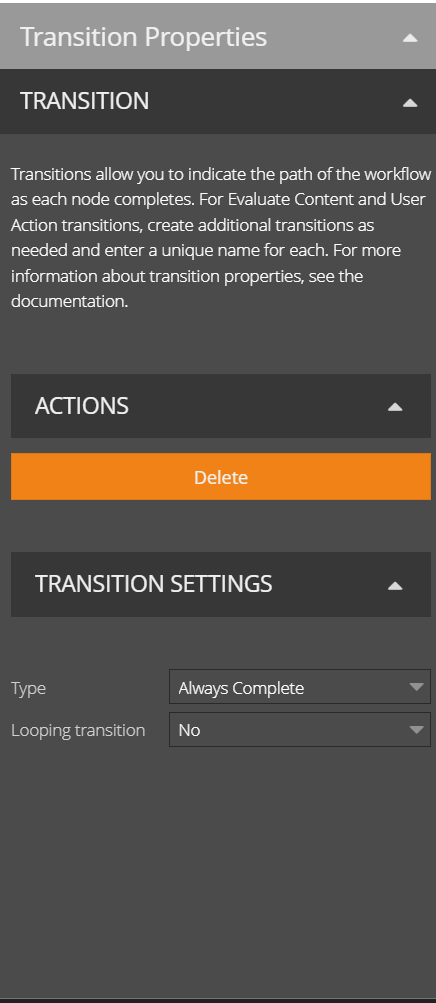 Transition Properties
TRANSITION
Transitions allow you to indicate the path of the workflow
as each node completes. For Evaluate Content and User
Action transitions, create additional transitions as
needed and enter a unique name for each. For more
information about transition properties, see the
documentation.
ACTIONS
Delete
TRANSITION SETTINGS
Type Always Complete
Looping transition No